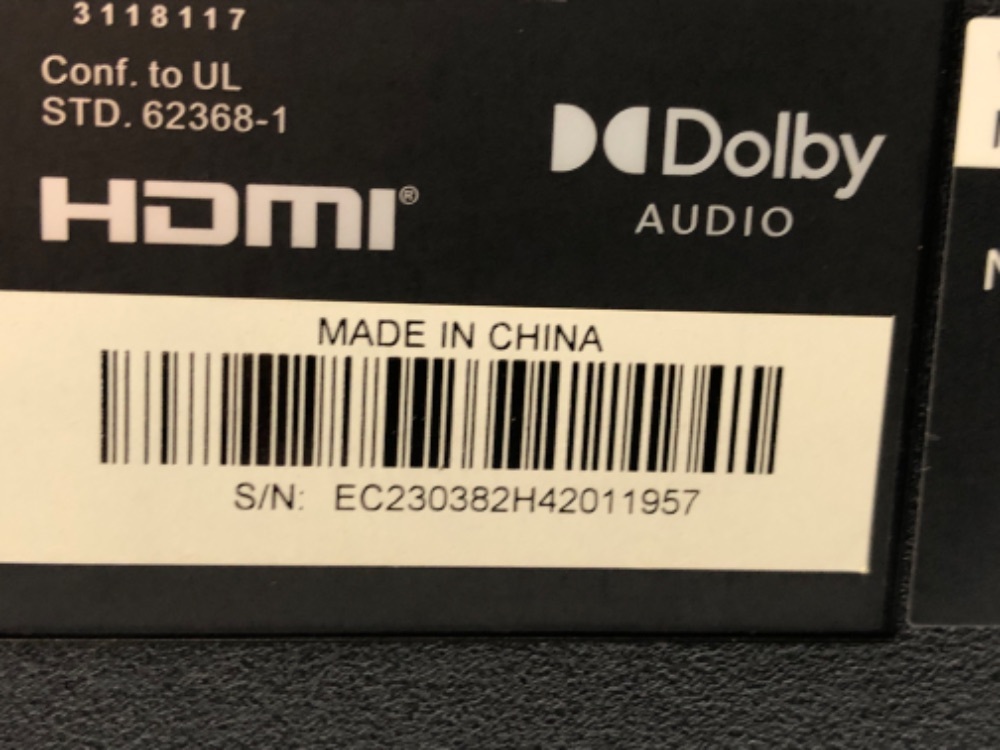 3118117
Conf. to UL
STD. 62368-1
HDMI®
Dolby
AUDIO
MADE IN CHINA
S/N: EC230382H42011957